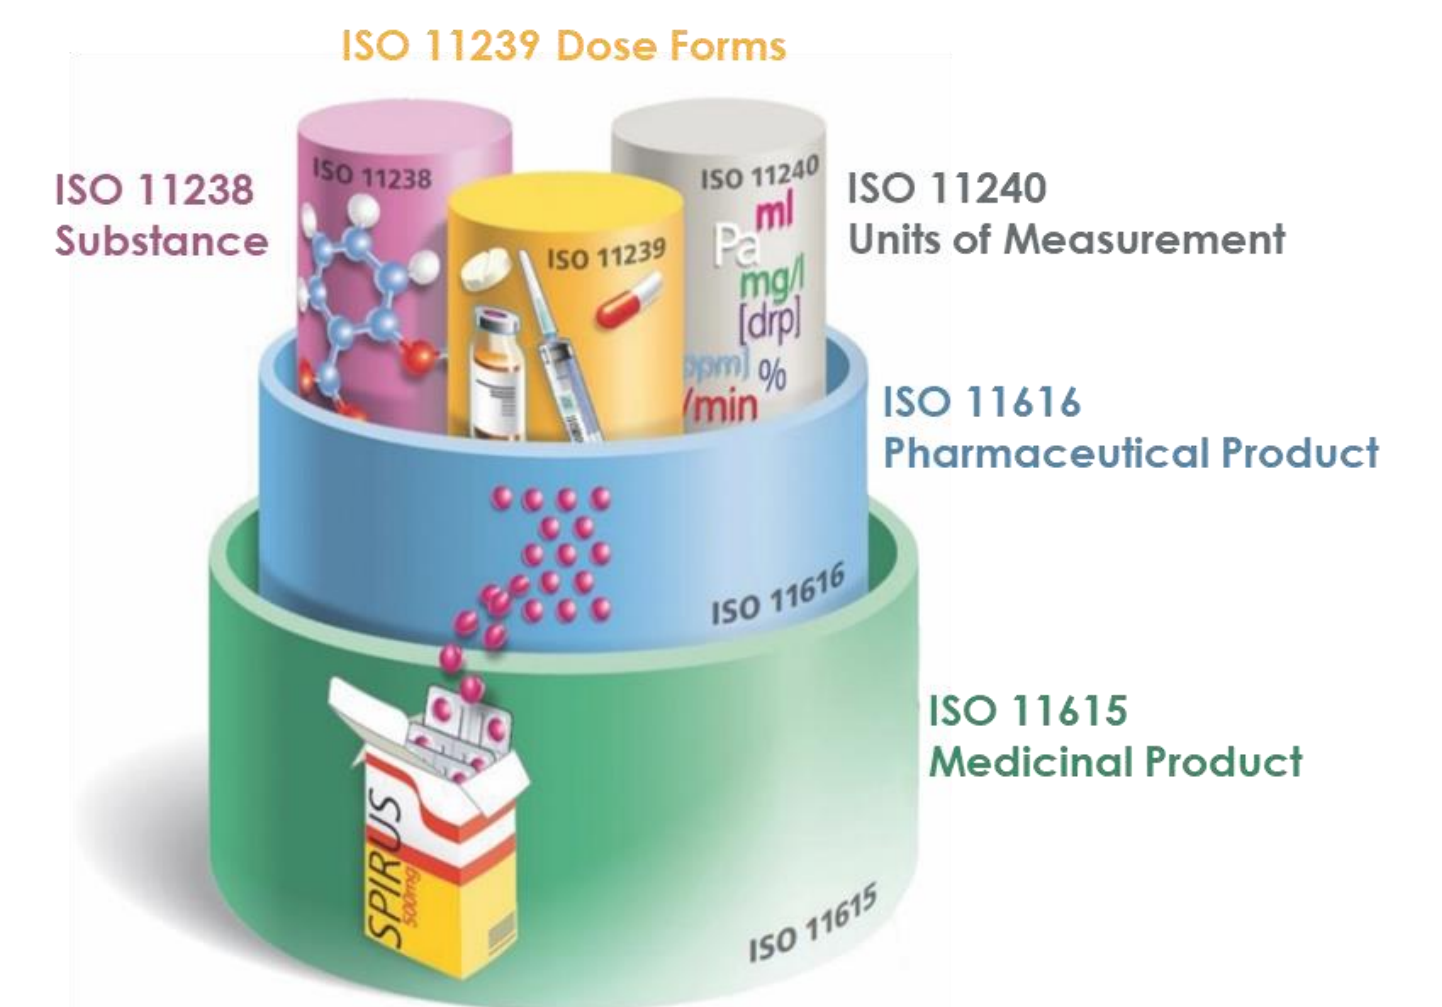 ISO 11239 Dose Forms
ISO 11238
Substance
ISO 11238
ISO 11239
ISO 11240
ml
Pa
mg/l
[drp]
ppm]
%
/min
ISO 11240
Units of Measurement
ISO 11616
Pharmaceutical Product
ISO 11616
ISO 11615
Medicinal Product
SPIRUS
500mg
ISO 11615